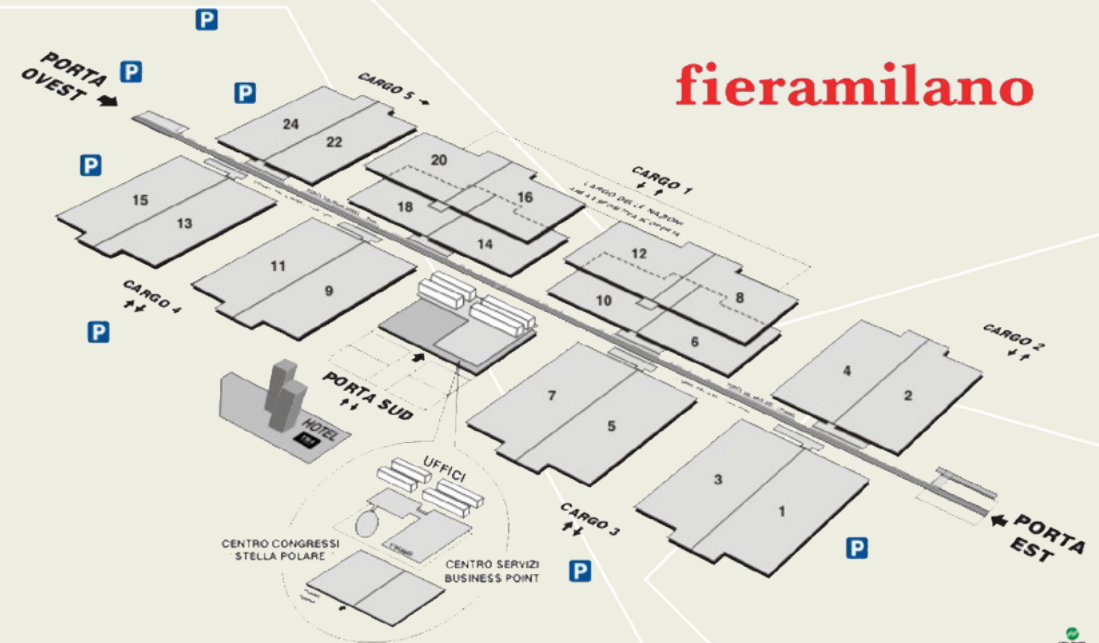 P
fieramilano
PORTA
OVEST
P
P
CARGO 5
24
22
P
20
16
CARGO 1
LARGO DELLE NAZIONI
15
13
18
14
12
8
11
9
10
6
CARGO 4
P
CARGO 2
4
2
PORTA SUD
7
5
HOTEL
3
1
UFFICI
CARGO 3
PORTA
EST
CENTRO CONGRESSI
STELLA POLARE
CENTRO SERVIZI
BUSINESS POINT
P
P